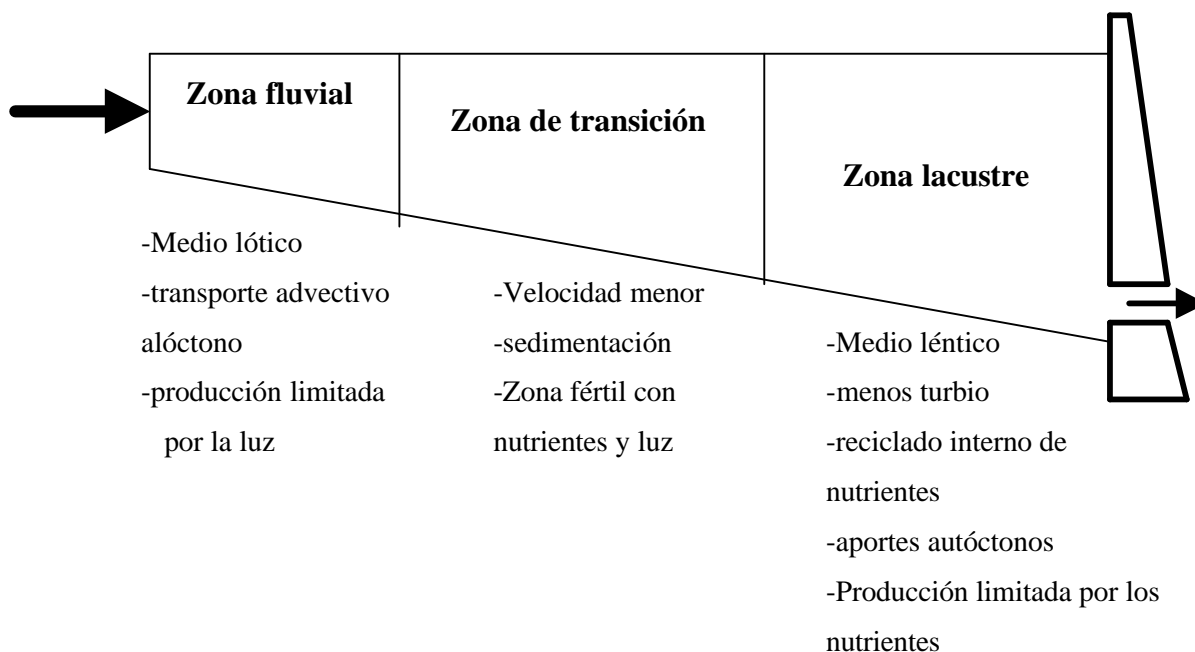 Zona fluvial
Zona de transición
Zona lacustre
-Medio lótico
-transporte advectivo
alóctono
-producción limitada
por la luz
-Velocidad menor
-sedimentación
-Zona fértil con
nutrientes y luz
-Medio léntico
-menos turbio
-reciclado interno de
nutrientes
-aportes autóctonos
-Producción limitada por los
nutrientes